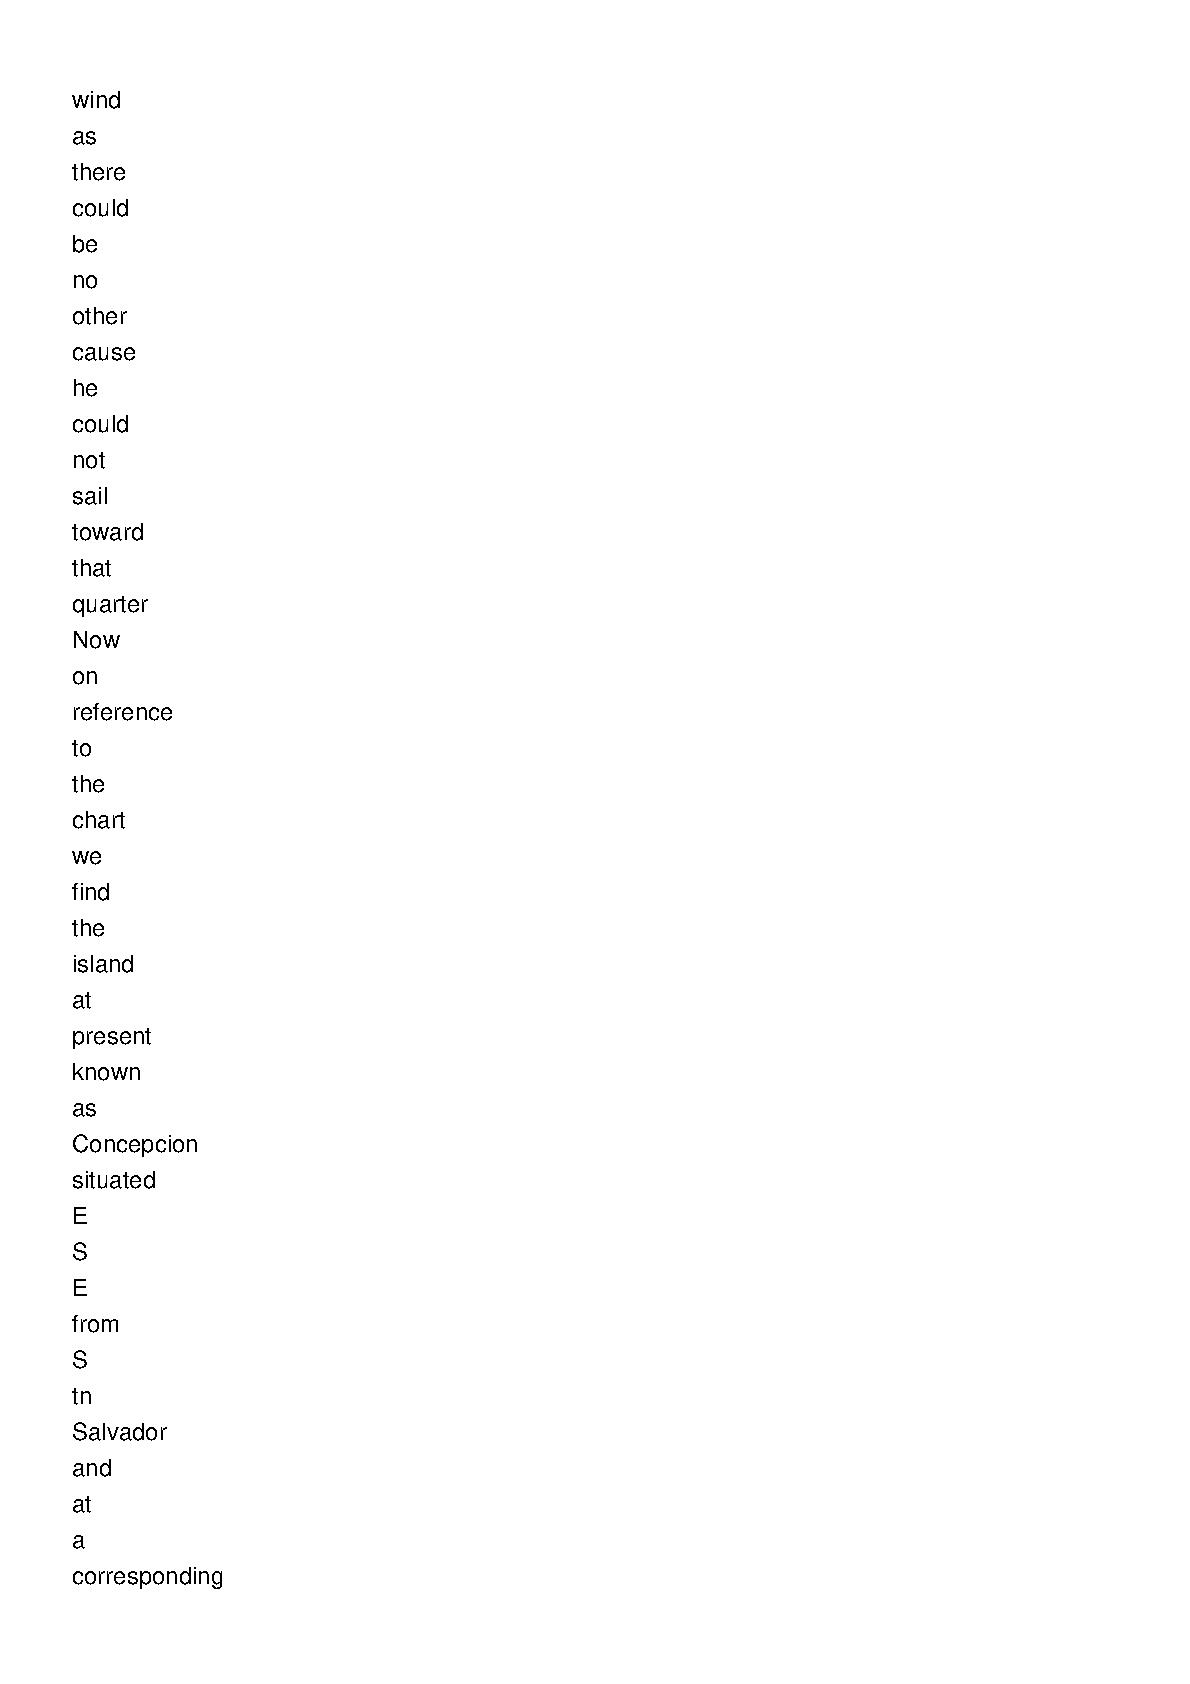 wind
as
there
could
be
no
other
cause
he
could
not
sail
toward
that
quarter
Now
on
reference
to
the
chart
we
find
the
island
at
present
known
as
Concepcion
situated
E
S
E
from
S
tn
Salvador
and
at
a
corresponding